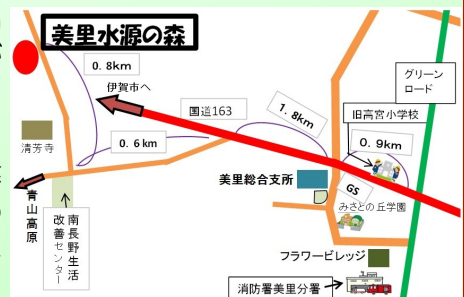 美里水源の森
0.8km
伊賀市へ
グリーン
ロード
国道163
1.8km
旧高宮小学校
0.6km
0.9km
清芳寺
美里総合支所
GS
みさとの丘学園
青山高原
南長野生活
改善センター
フラワービレッジ
消防署美里分署